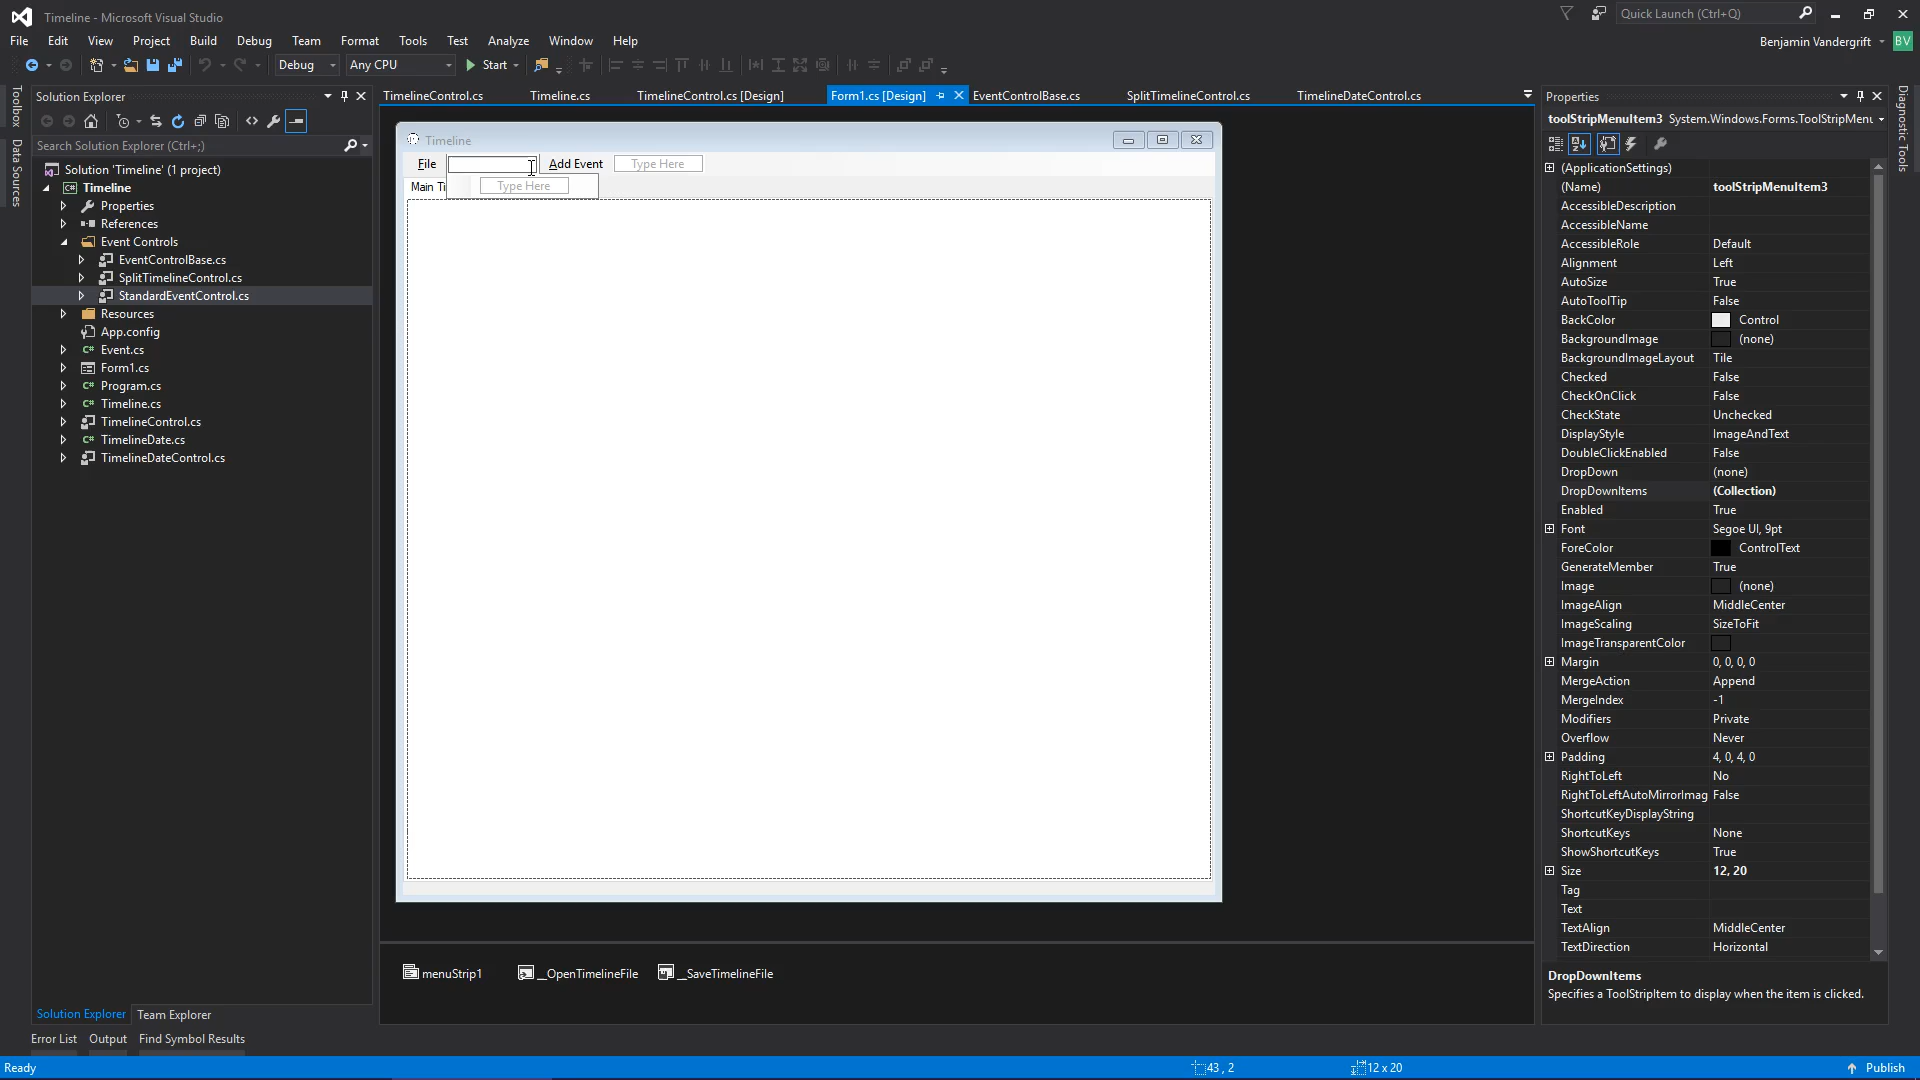 Timeline - Microsoft Visual Studio
Quick Launch (Ctrl+Q)
File Edit View Project Build Debug Team Format Tools Test Analyze Window Help
Benjamin Vandergrift BV
Debug Any CPU Start
Toolbox
Data Sources
Solution Explorer
Search Solution Explorer (Ctrl+;)
Solution 'Timeline' (1 project)
Timeline
Properties
References
Event Controls
EventControlBase.cs
SplitTimelineControl.cs
StandardEventControl.cs
Resources
App.config
Event.cs
Form1.cs
Program.cs
Timeline.cs
TimelineControl.cs
TimelineDate.cs
TimelineDateControl.cs
Solution Explorer Team Explorer
TimelineControl.cs Timeline.cs TimelineControl.cs [Design] Form1.cs [Design] EventControlBase.cs SplitTimelineControl.cs TimelineDateControl.cs
Timeline
File Add Event Type Here
Main Ti Type Here
menuStrip1 __OpenTimelineFile __SaveTimelineFile
Properties
toolStripMenuItem3 System.Windows.Forms.ToolStripMenu
(ApplicationSettings)
(Name) toolStripMenuItem3
AccessibleDescription
AccessibleName
AccessibleRole Default
Alignment Left
AutoSize True
AutoToolTip False
BackColor Control
BackgroundImage (none)
BackgroundImageLayout Tile
Checked False
CheckOnClick False
CheckState Unchecked
DisplayStyle ImageAndText
DoubleClickEnabled False
DropDown (none)
DropDownItems (Collection)
Enabled True
Font Segoe UI, 9pt
ForeColor ControlText
GenerateMember True
Image (none)
ImageAlign MiddleCenter
ImageScaling SizeToFit
ImageTransparentColor
Margin 0, 0, 0, 0
MergeAction Append
MergeIndex -1
Modifiers Private
Overflow Never
Padding 4, 0, 4, 0
RightToLeft No
RightToLeftAutoMirrorImag False
ShortcutKeyDisplayString
ShortcutKeys None
ShowShortcutKeys True
Size 12, 20
Tag
Text
TextAlign MiddleCenter
TextDirection Horizontal
DropDownItems
Specifies a ToolStripItem to display when the item is clicked.
Diagnostic Tools
Error List Output Find Symbol Results
Ready 43 , 2 12 x 20 Publish